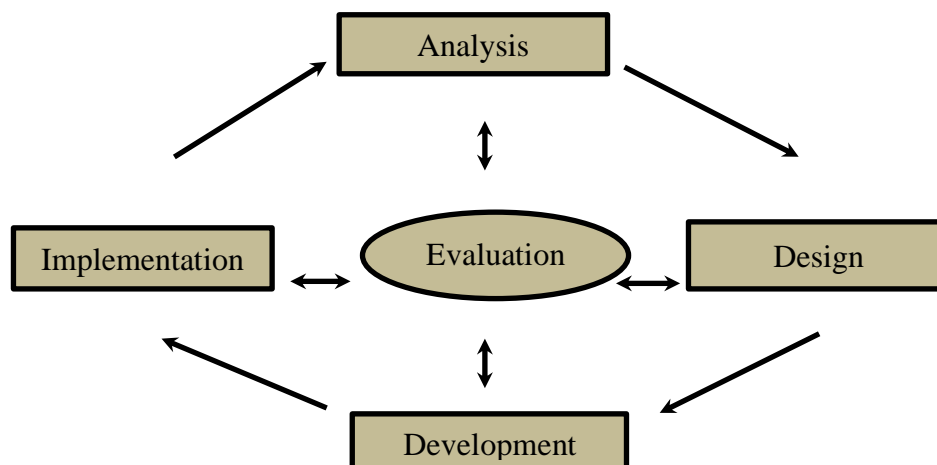 Analysis
Implementation
Evaluation
Design
Development